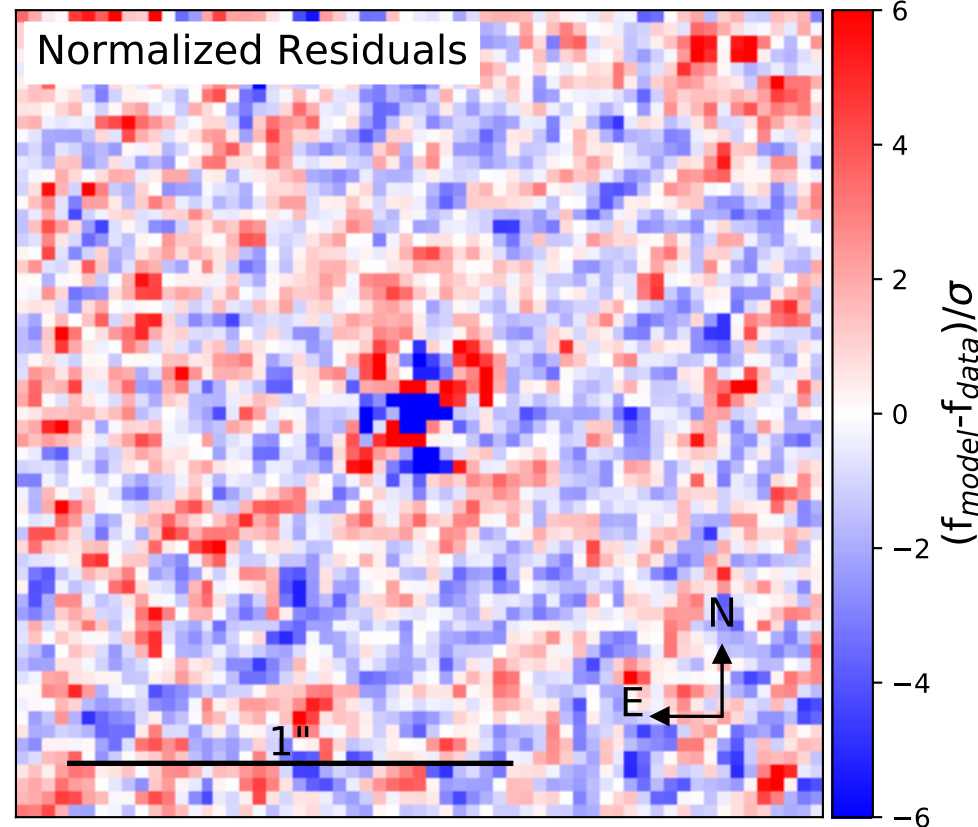 Normalized Residuals
6
4
2
0
−2
−4
−6
(f_model-f_data)/σ
N
E
1"